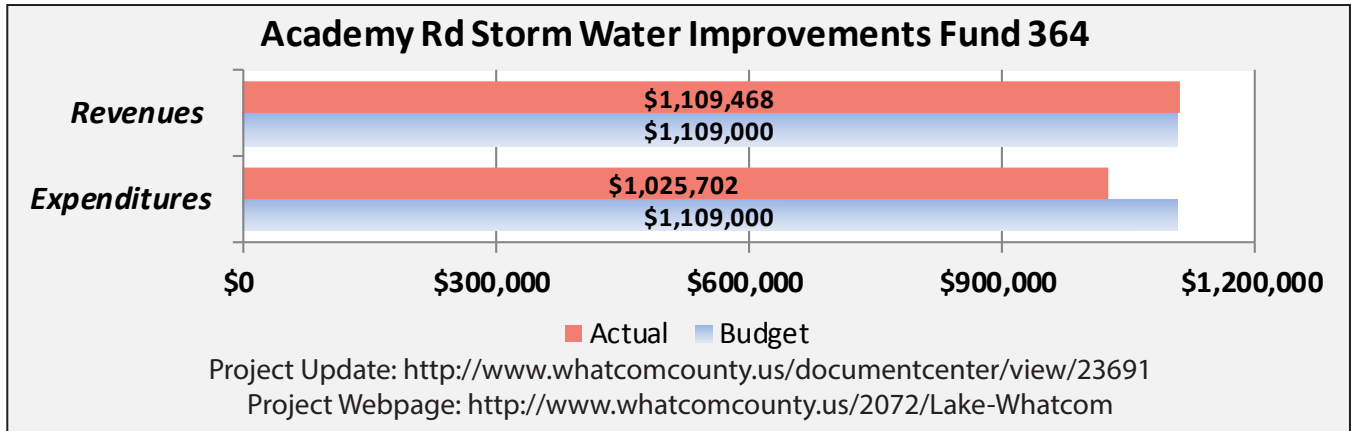 Academy Rd Storm Water Improvements Fund 364
Revenues
$1,109,468
$1,109,000
Expenditures
$1,025,702
$1,109,000
$0 $300,000 $600,000 $900,000 $1,200,000
Actual Budget
Project Update: http://www.whatcomcounty.us/documentcenter/view/23691
Project Webpage: http://www.whatcomcounty.us/2072/Lake-Whatcom